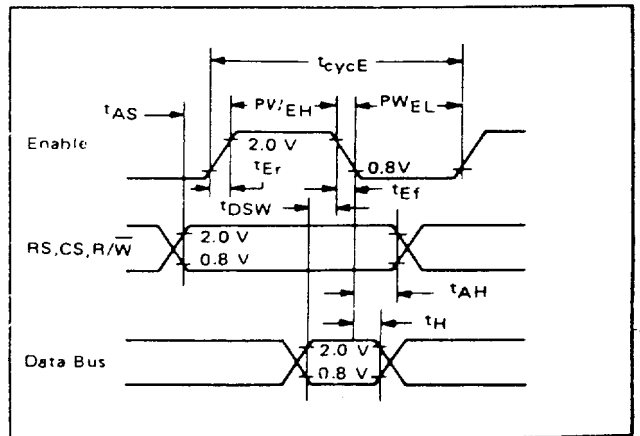 tcycE
tAS
PWEH
PWEL
Enable
2.0 V
0.8V
tEr
tEf
tDSW
RS,CS,R/W̅
2.0 V
0.8 V
tAH
tH
Data Bus
2.0 V
0.8 V